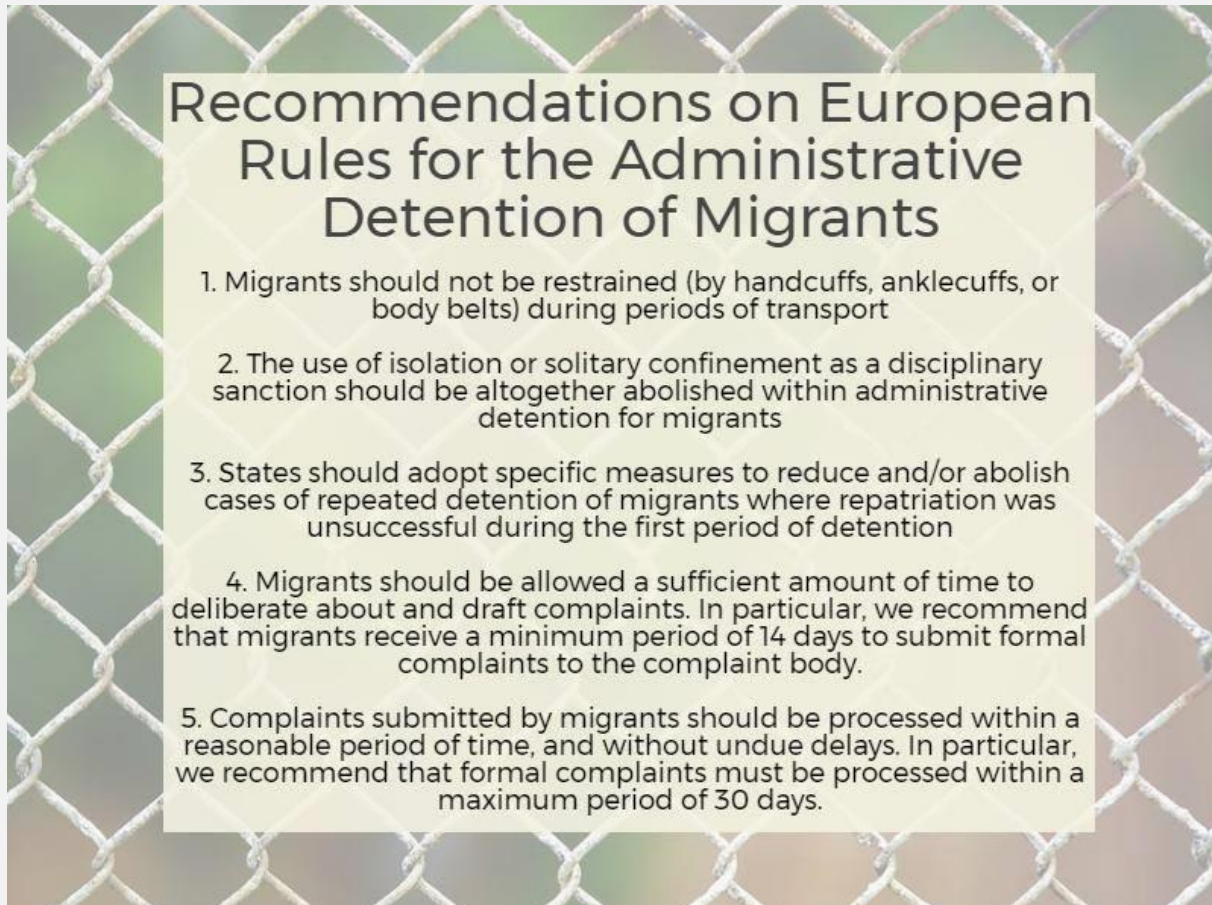 Recommendations on European
Rules for the Administrative
Detention of Migrants
1. Migrants should not be restrained (by handcuffs, anklecuffs, or
body belts) during periods of transport
2. The use of isolation or solitary confinement as a disciplinary
sanction should be altogether abolished within administrative
detention for migrants
3. States should adopt specific measures to reduce and/or abolish
cases of repeated detention of migrants where repatriation was
unsuccessful during the first period of detention
4. Migrants should be allowed a sufficient amount of time to
deliberate about and draft complaints. In particular, we recommend
that migrants receive a minimum period of 14 days to submit formal
complaints to the complaint body.
5. Complaints submitted by migrants should be processed within a
reasonable period of time, and without undue delays. In particular,
we recommend that formal complaints must be processed within a
maximum period of 30 days.